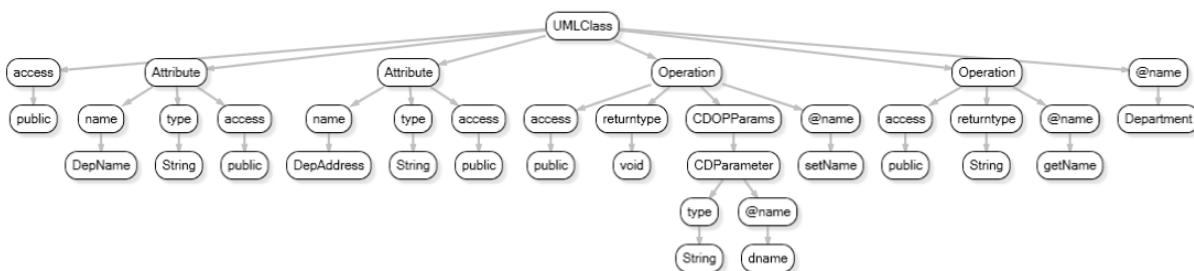 UMLClass
access Attribute Attribute Operation Operation @name
public name type access name type access access returntype CDOPParams @name access returntype @name Department
DepName String public DepAddress String public public void CDParameter setName public String getName
type @name
String dname